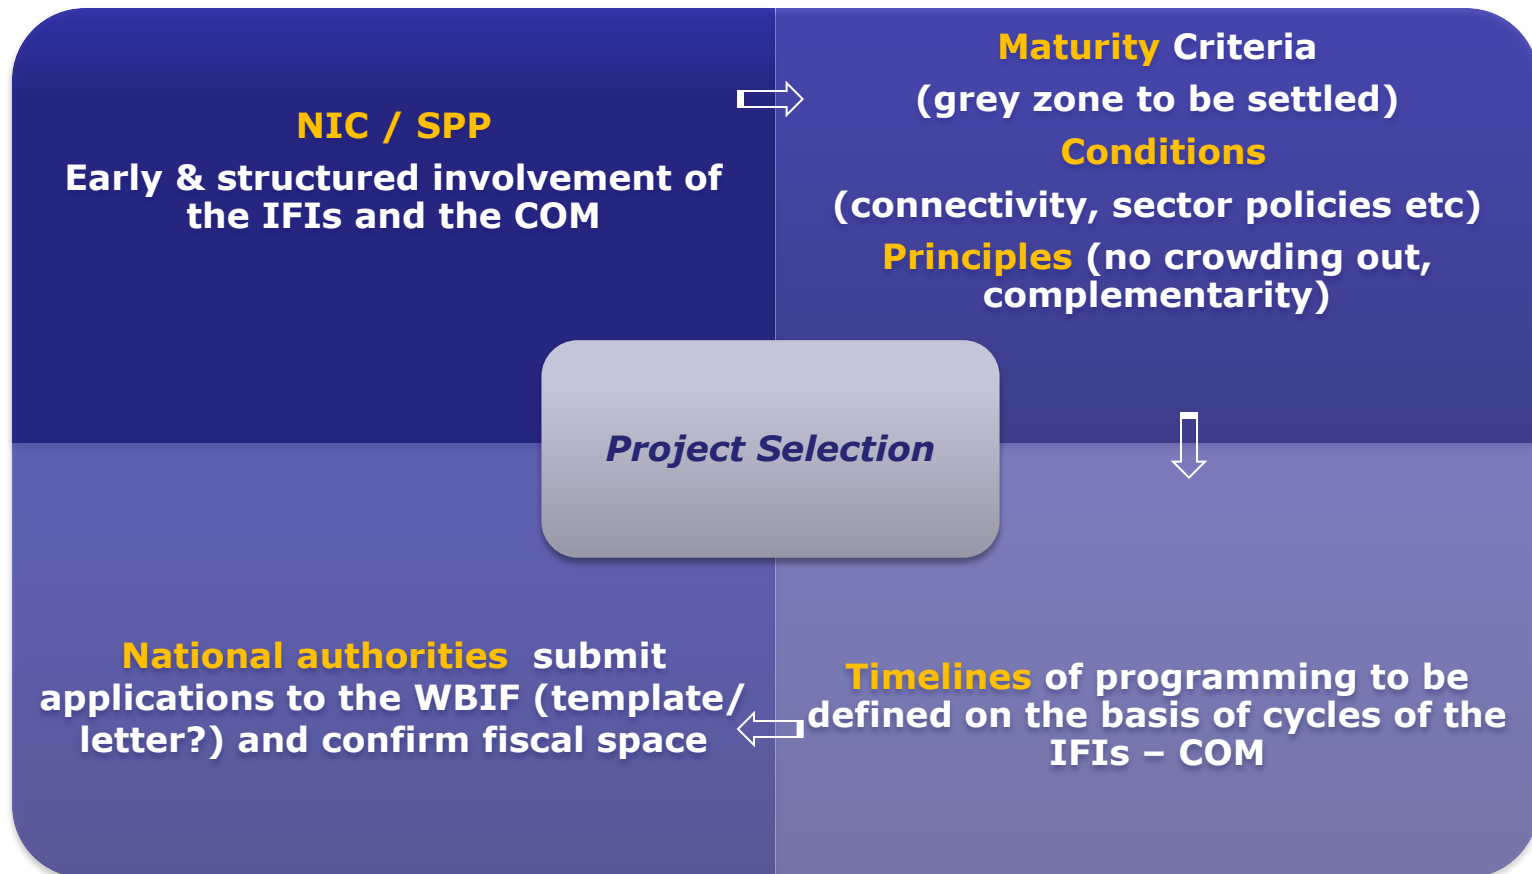 NIC / SPP
Early & structured involvement of
the IFIs and the COM
Maturity Criteria
(grey zone to be settled)
Conditions
(connectivity, sector policies etc)
Principles (no crowding out,
complementarity)
Project Selection
National authorities  submit
applications to the WBIF (template/
letter?) and confirm fiscal space
Timelines of programming to be
defined on the basis of cycles of the
IFIs – COM